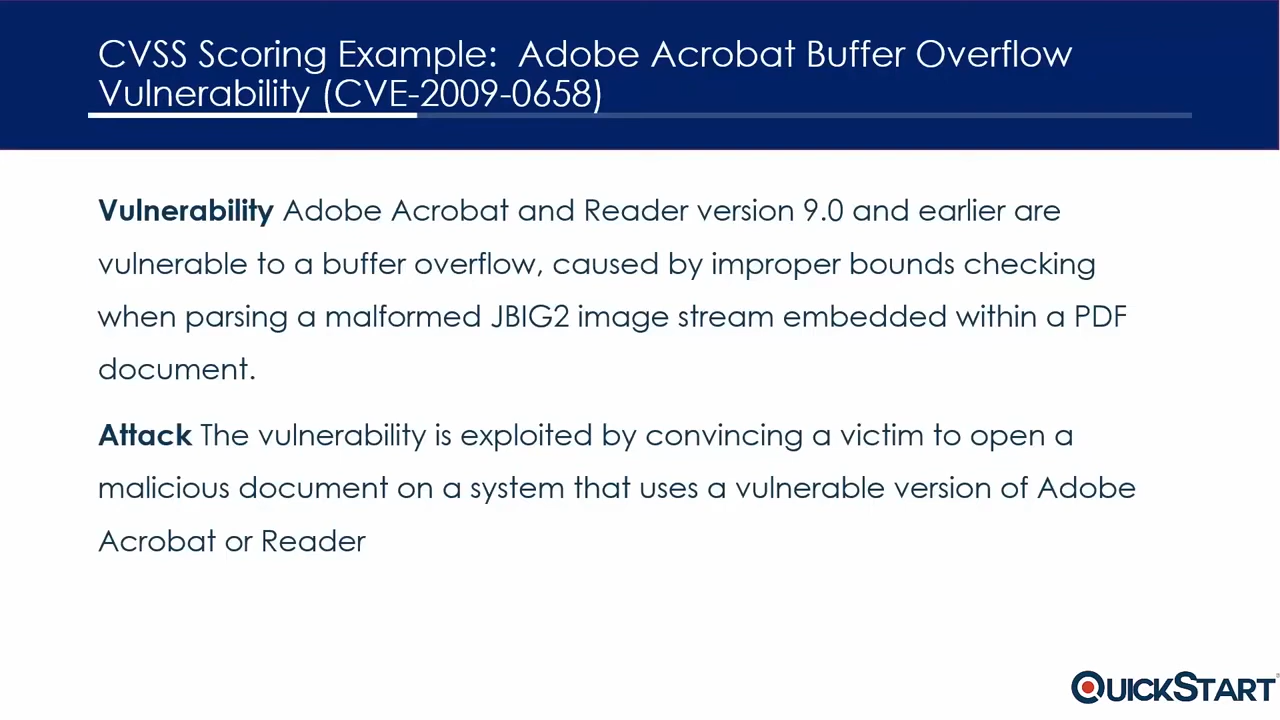 CVSS Scoring Example:  Adobe Acrobat Buffer Overflow
Vulnerability (CVE-2009-0658)
Vulnerability Adobe Acrobat and Reader version 9.0 and earlier are
vulnerable to a buffer overflow, caused by improper bounds checking
when parsing a malformed JBIG2 image stream embedded within a PDF
document.
Attack The vulnerability is exploited by convincing a victim to open a
malicious document on a system that uses a vulnerable version of Adobe
Acrobat or Reader
QUICKSTART